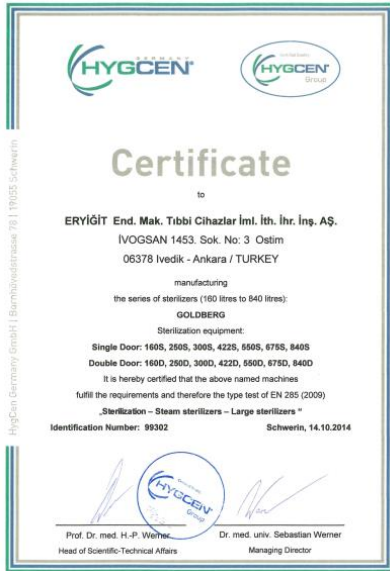 GERMANY
HYGCEN
HYGCEN
Group
Certificate
to
ERYİĞİT End. Mak. Tıbbi Cihazlar İml. İth. İhr. İnş. AŞ.
İVOGSAN 1453. Sok. No: 3 Ostim
06378 Ivedik - Ankara / TURKEY
manufacturing
the series of sterilizers (160 litres to 840 litres):
GOLDBERG
Sterilization equipment:
Single Door: 160S, 250S, 300S, 422S, 550S, 675S, 840S
Double Door: 160D, 250D, 300D, 422D, 550D, 675D, 840D
It is hereby certified that the above named machines
fulfill the requirements and therefore the type test of EN 285 (2009)
„Sterilization – Steam sterilizers – Large sterilizers “
Identification Number: 99302 Schwerin, 14.10.2014
HYGCEN
Group
Prof. Dr. med. H.-P. Werner Dr. med. univ. Sebastian Werner
Head of Scientific-Technical Affairs Managing Director
HygCen Germany GmbH | Bornhövedstrasse 78 | 19055 Schwerin